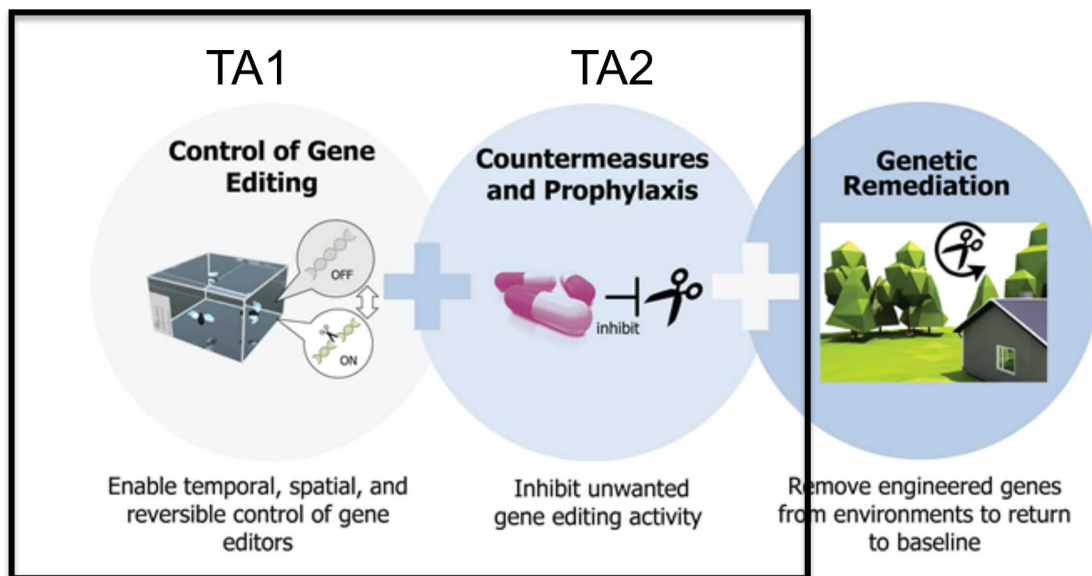 TA1
TA2
Control of Gene
Editing
OFF
ON
Enable temporal, spatial, and
reversible control of gene
editors
Countermeasures
and Prophylaxis
inhibit
Inhibit unwanted
gene editing activity
Genetic
Remediation
Remove engineered genes
from environments to return
to baseline